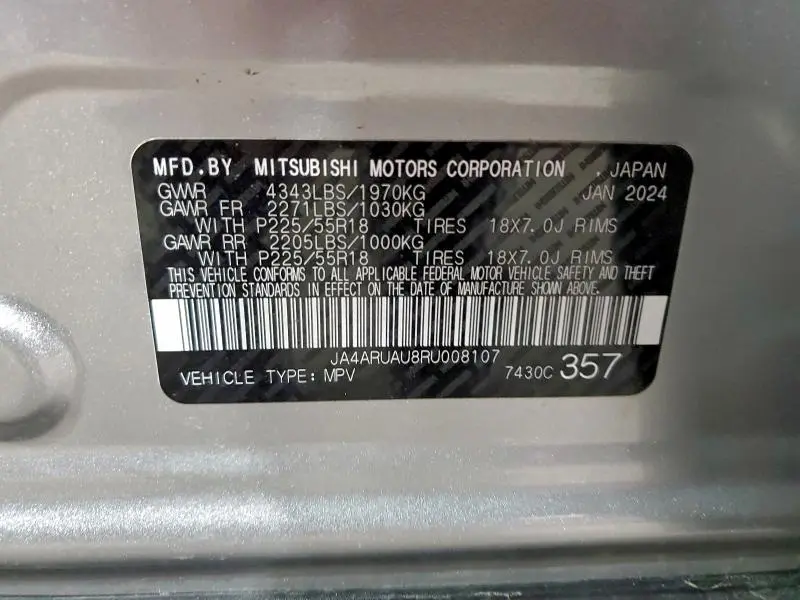 MFD.BY MITSUBISHI MOTORS CORPORATION . JAPAN
GVWR 4343LBS/1970KG JAN 2024
GAWR FR 2271LBS/1030KG
WITH P225/55R18 TIRES 18X7.0J RIMS
GAWR RR 2205LBS/1000KG
WITH P225/55R18 TIRES 18X7.0J RIMS
THIS VEHICLE CONFORMS TO ALL APPLICABLE FEDERAL MOTOR VEHICLE SAFETY AND THEFT
PREVENTION STANDARDS IN EFFECT ON THE DATE OF MANUFACTURE SHOWN ABOVE.
JA4ARUAU8RU008107
VEHICLE TYPE: MPV 7430C 357